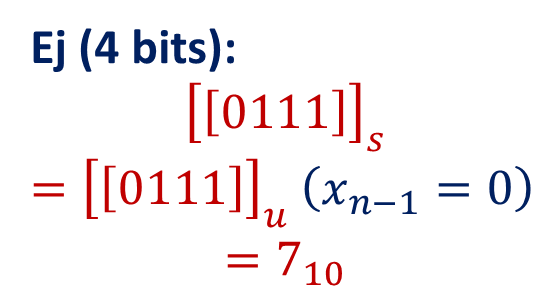 Ej (4 bits):
[[0111]]ₛ
= [[0111]]ᵤ (xₙ₋₁ = 0)
= 7₁₀